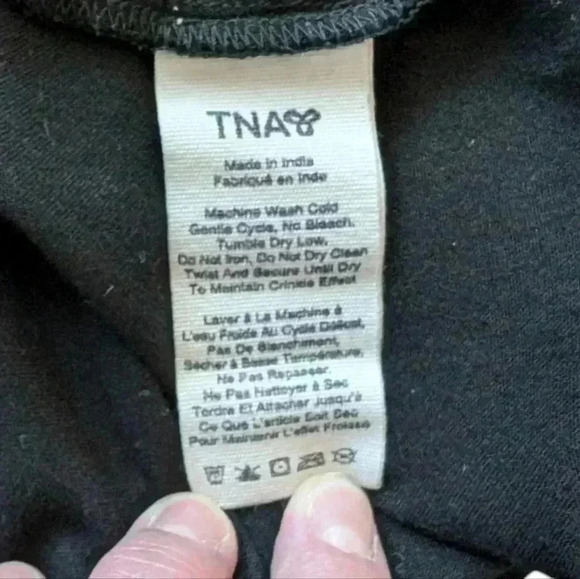 TNA
Made in India
Fabriqué en Inde
Machine Wash Cold
Gentle Cycle, No Bleach.
Tumble Dry Low.
Do Not Iron, Do Not Dry Clean
Twist And Secure Until Dry
To Maintain Crinkle Effect
Laver à La Machine à
L'eau Froide Au Cycle Délicat,
Pas De Blanchiment,
Sécher à Basse Température,
Ne Pas Repasser.
Ne Pas Nettoyer à Sec
Tordre Et Attacher Jusqu'à
Ce Que L'article Soit Sec
Pour Maintenir L'effet Froissé